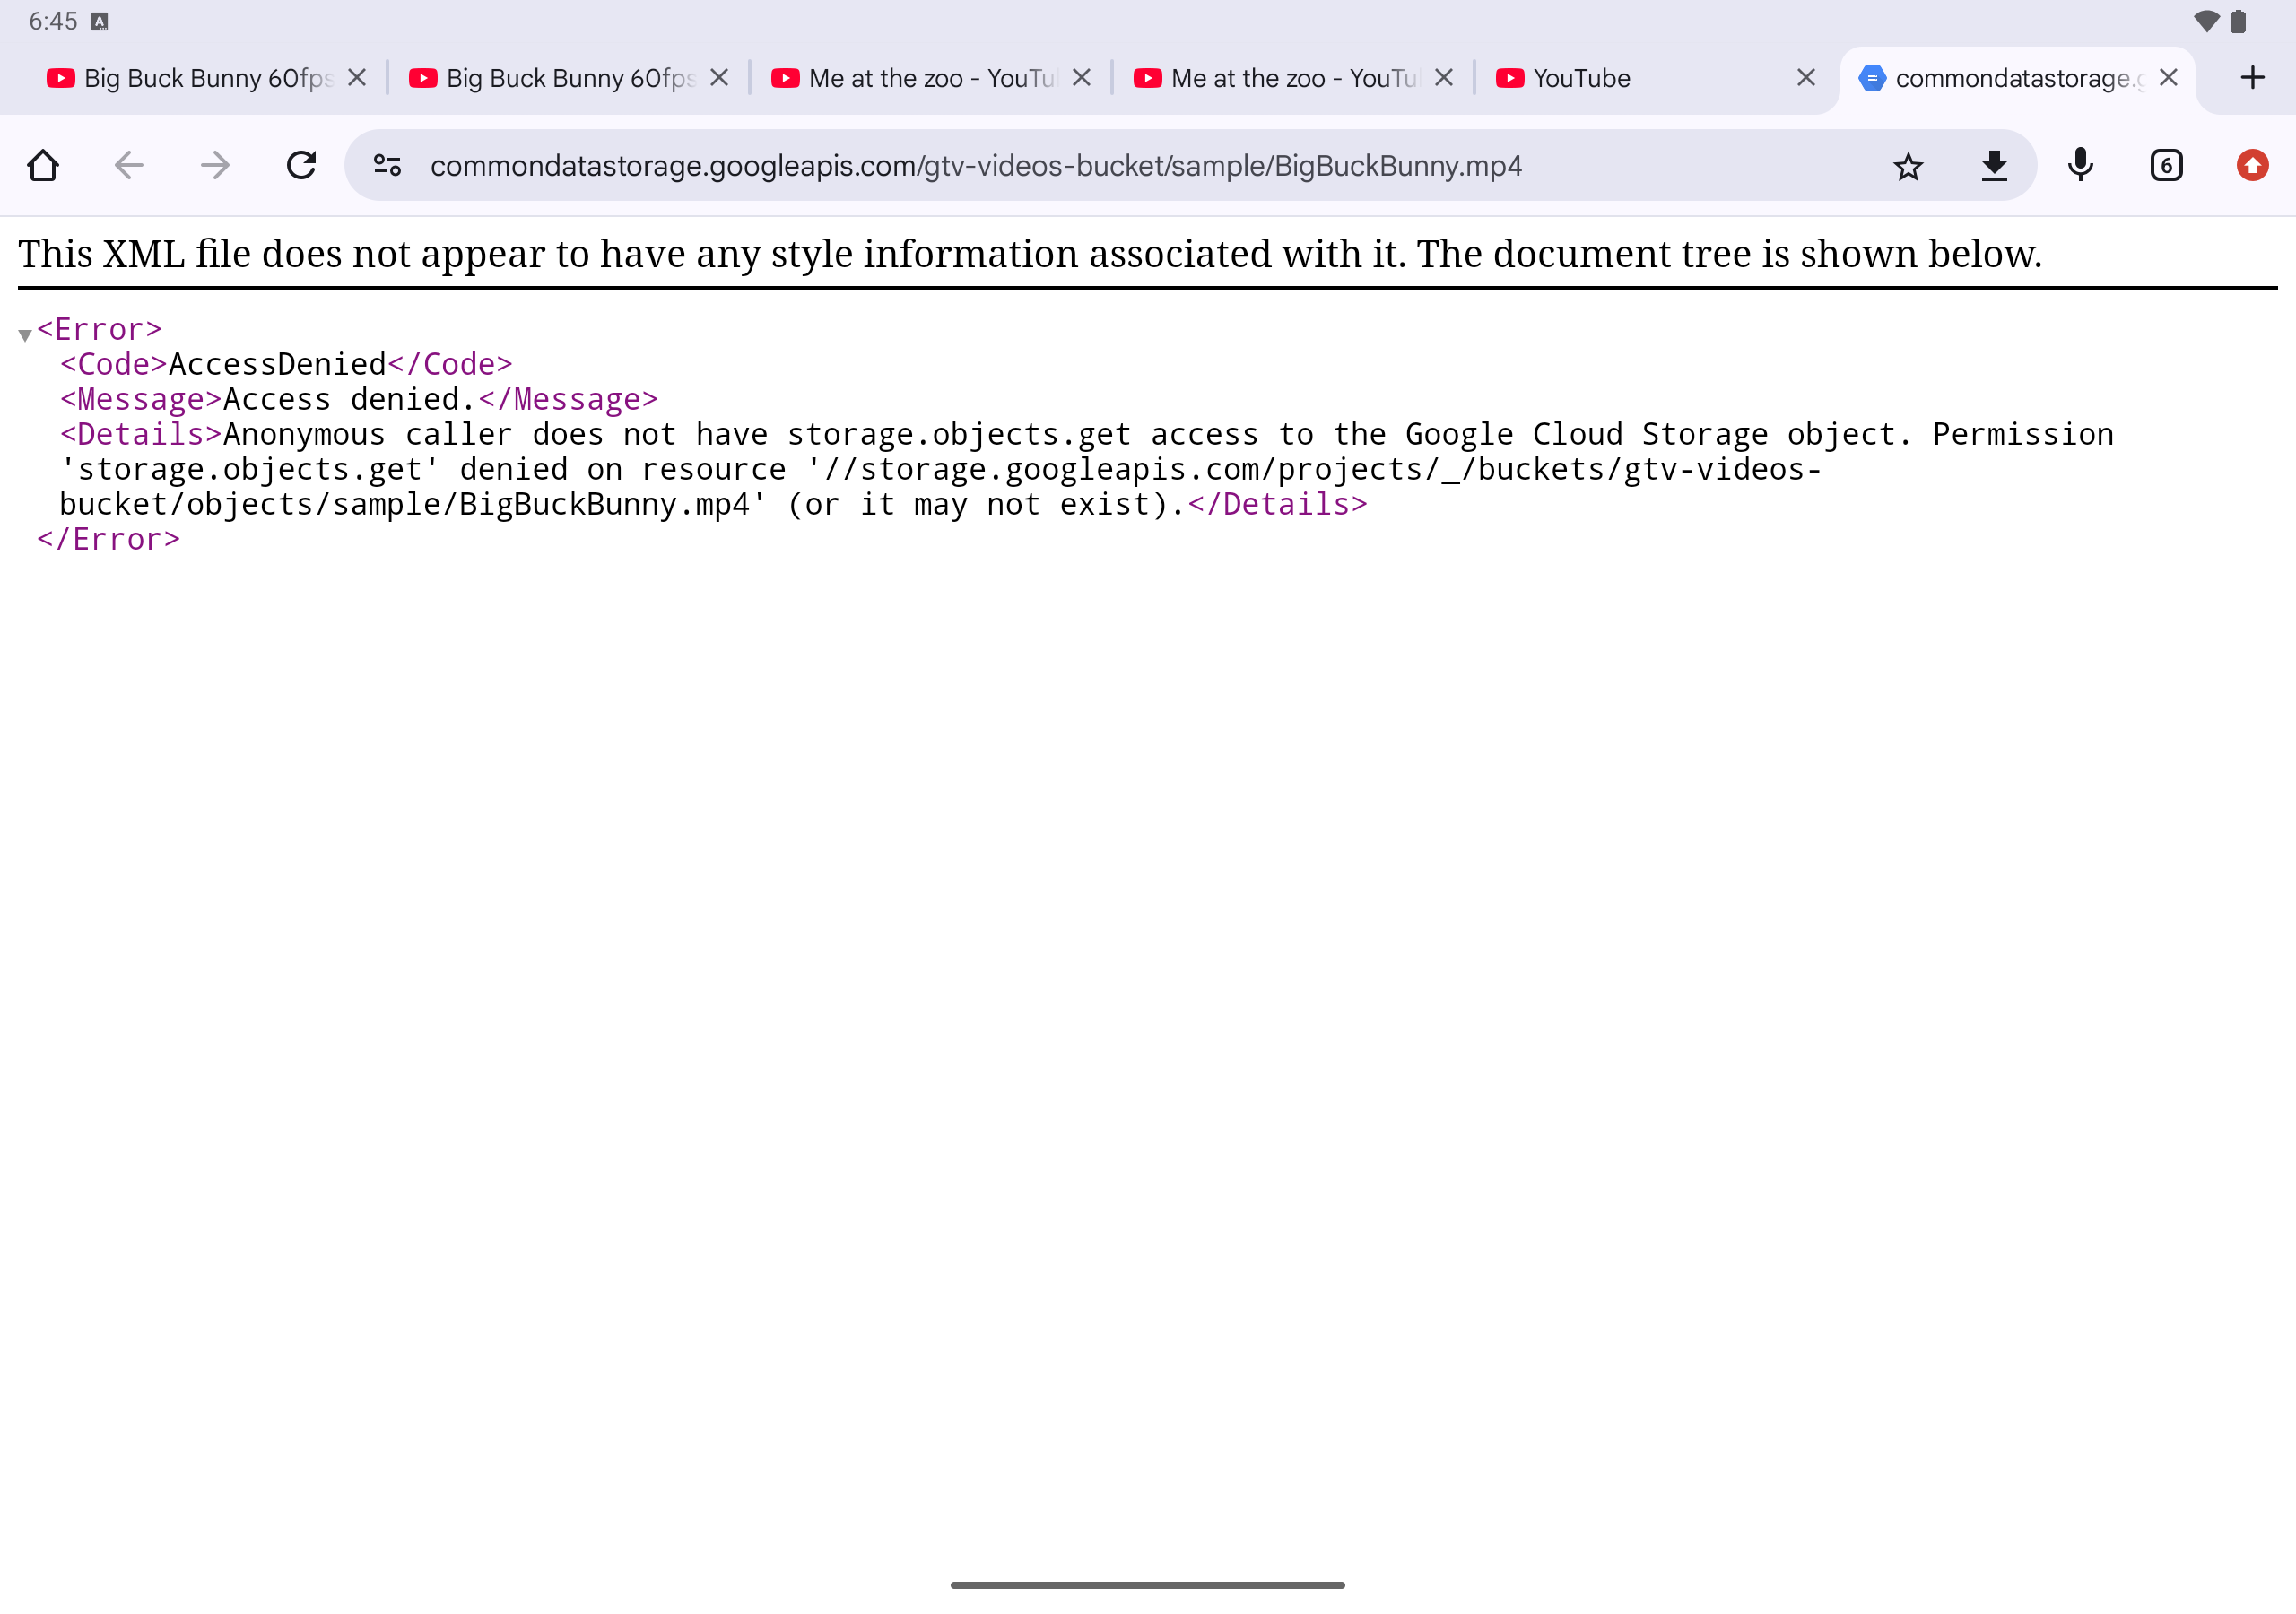 6:45
Big Buck Bunny 60fps
Big Buck Bunny 60fps
Me at the zoo - YouTu
Me at the zoo - YouTu
YouTube
commondatastorage.g
commondatastorage.googleapis.com/gtv-videos-bucket/sample/BigBuckBunny.mp4
6
This XML file does not appear to have any style information associated with it. The document tree is shown below.
<Error>
<Code>AccessDenied</Code>
<Message>Access denied.</Message>
<Details>Anonymous caller does not have storage.objects.get access to the Google Cloud Storage object. Permission
'storage.objects.get' denied on resource '//storage.googleapis.com/projects/_/buckets/gtv-videos-
bucket/objects/sample/BigBuckBunny.mp4' (or it may not exist).</Details>
</Error>